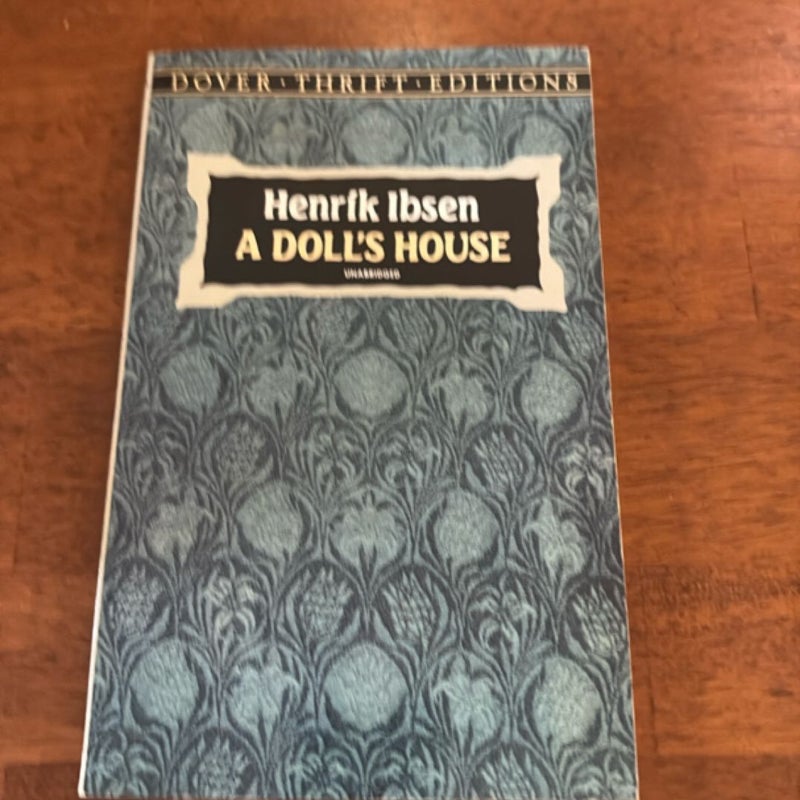 DOVER · THRIFT · EDITIONS
Henrik Ibsen
A DOLL'S HOUSE
UNABRIDGED